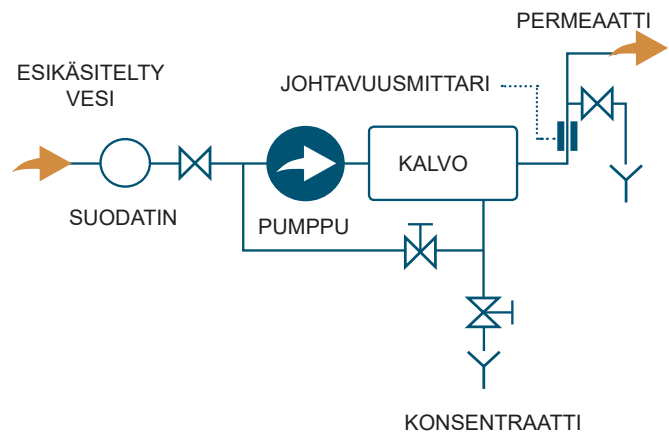 PERMEAATTI
ESIKÄSITELTY
VESI
JOHTAVUUSMITTARI
KALVO
SUODATIN
PUMPPU
KONSENTRAATTI